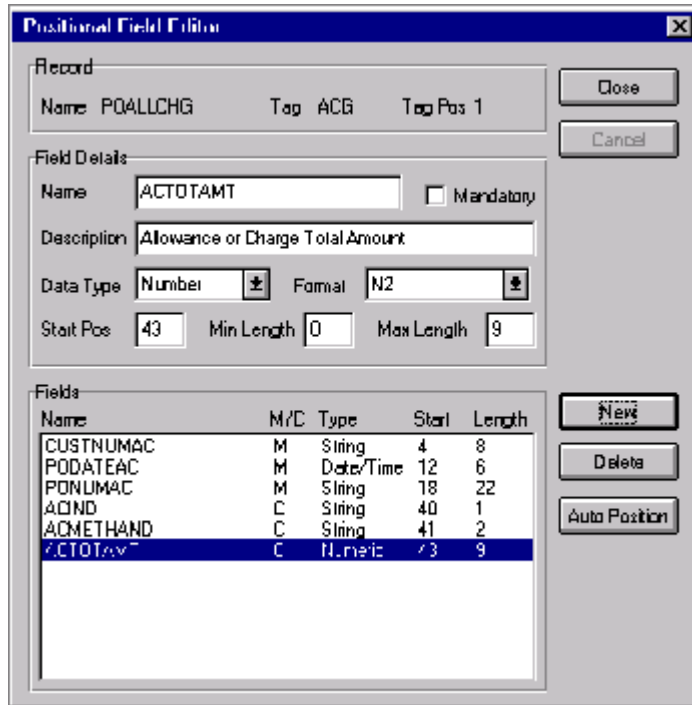 Positional Field Editor
Record
Name POALLCHG Tag ACG Tag Pos 1
Close
Cancel
Field Details
Name ACTOTAMT Mandatory
Description Allowance or Charge Total Amount
Data Type Number Format N2
Start Pos 43 Min Length 0 Max Length 9
Fields
Name M/C Type Start Length
CUSTNUMAC M String 4 8
PODATEAC M Date/Time 12 6
PONUMAC M String 18 22
ACIND C String 40 1
ACMETHAND C String 41 2
ACTOTAMT C Numeric 43 9
New
Delete
Auto Position